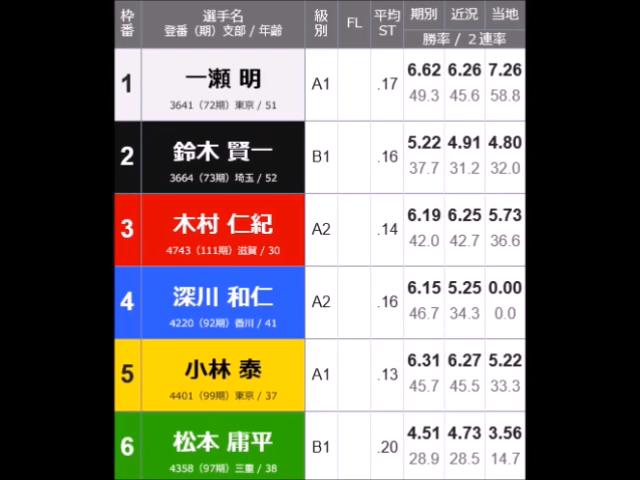 枠番 選手名 登番（期）支部 / 年齢 級別 FL 平均ST 期別 近況 当地
勝率 / ２連率
1 一瀬 明 A1 .17 6.62 6.26 7.26
3641（72期）東京 / 51 49.3 45.6 58.8
2 鈴木 賢一 B1 .16 5.22 4.91 4.80
3664（73期）埼玉 / 52 37.7 31.2 32.0
3 木村 仁紀 A2 .14 6.19 6.25 5.73
4743（111期）滋賀 / 30 42.0 42.7 36.6
4 深川 和仁 A2 .16 6.15 5.25 0.00
4220（92期）香川 / 41 46.7 34.3 0.0
5 小林 泰 A1 .13 6.31 6.27 5.22
4401（99期）東京 / 37 45.7 45.5 33.3
6 松本 庸平 B1 .20 4.51 4.73 3.56
4358（97期）三重 / 38 28.9 28.5 14.7